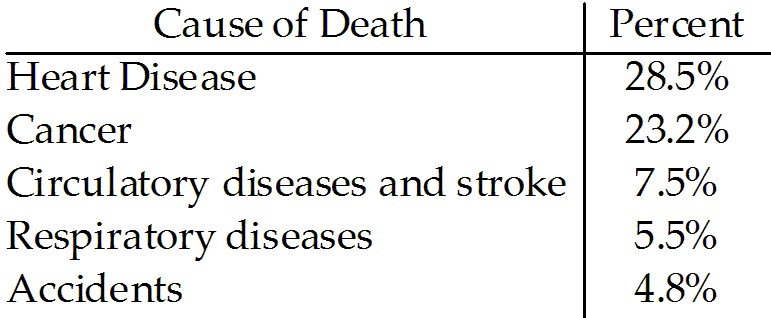 Cause of Death Percent
Heart Disease 28.5%
Cancer 23.2%
Circulatory diseases and stroke 7.5%
Respiratory diseases 5.5%
Accidents 4.8%